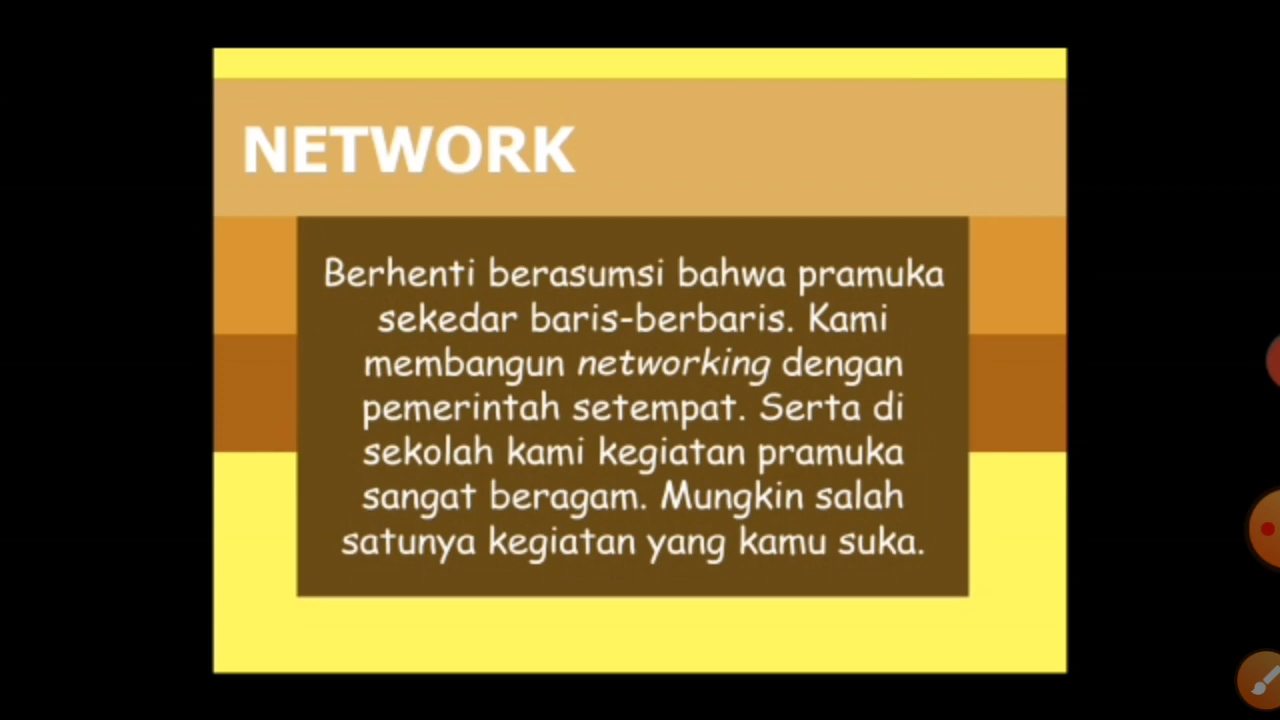 NETWORK
Berhenti berasumsi bahwa pramuka
sekedar baris-berbaris. Kami
membangun networking dengan
pemerintah setempat. Serta di
sekolah kami kegiatan pramuka
sangat beragam. Mungkin salah
satunya kegiatan yang kamu suka.